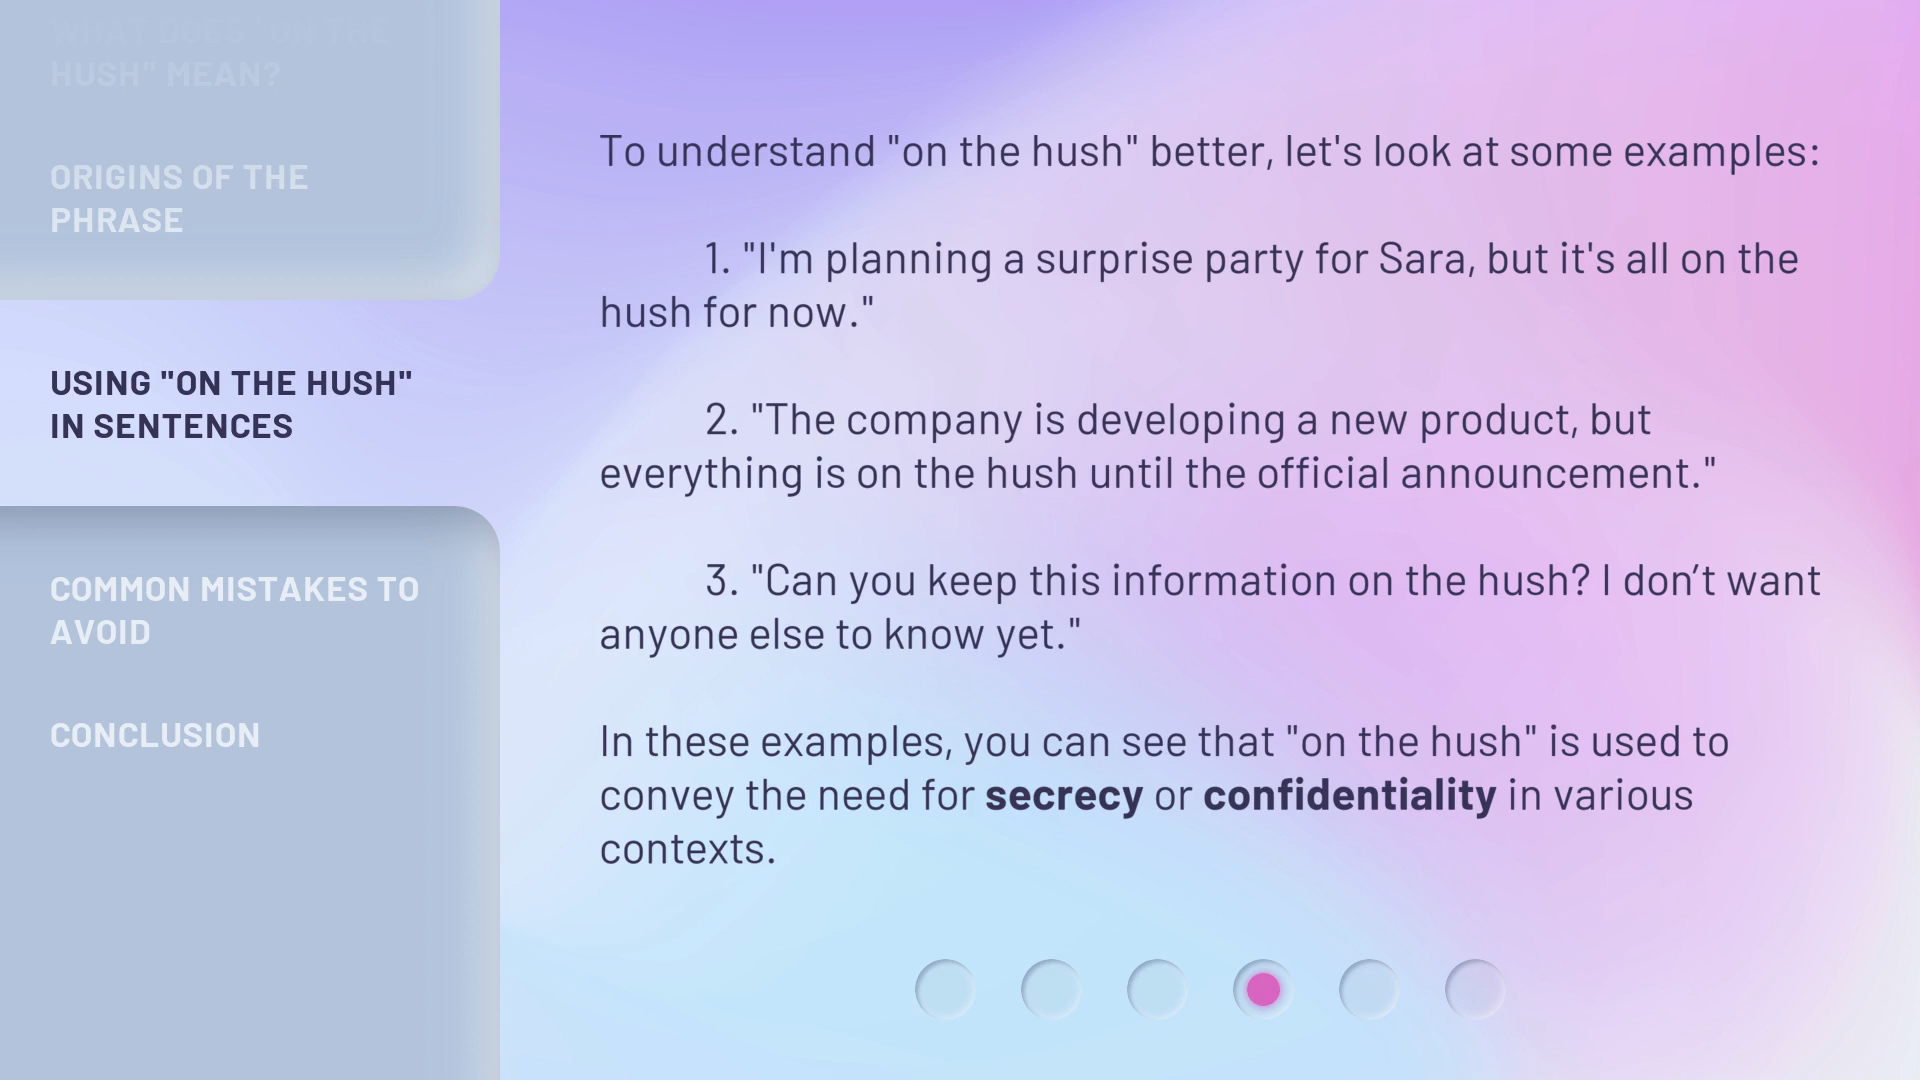 WHAT DOES "ON THE
HUSH" MEAN?
ORIGINS OF THE
PHRASE
USING "ON THE HUSH"
IN SENTENCES
COMMON MISTAKES TO
AVOID
CONCLUSION
To understand "on the hush" better, let's look at some examples:
1. "I'm planning a surprise party for Sara, but it's all on the
hush for now."
2. "The company is developing a new product, but
everything is on the hush until the official announcement."
3. "Can you keep this information on the hush? I don’t want
anyone else to know yet."
In these examples, you can see that "on the hush" is used to
convey the need for secrecy or confidentiality in various
contexts.